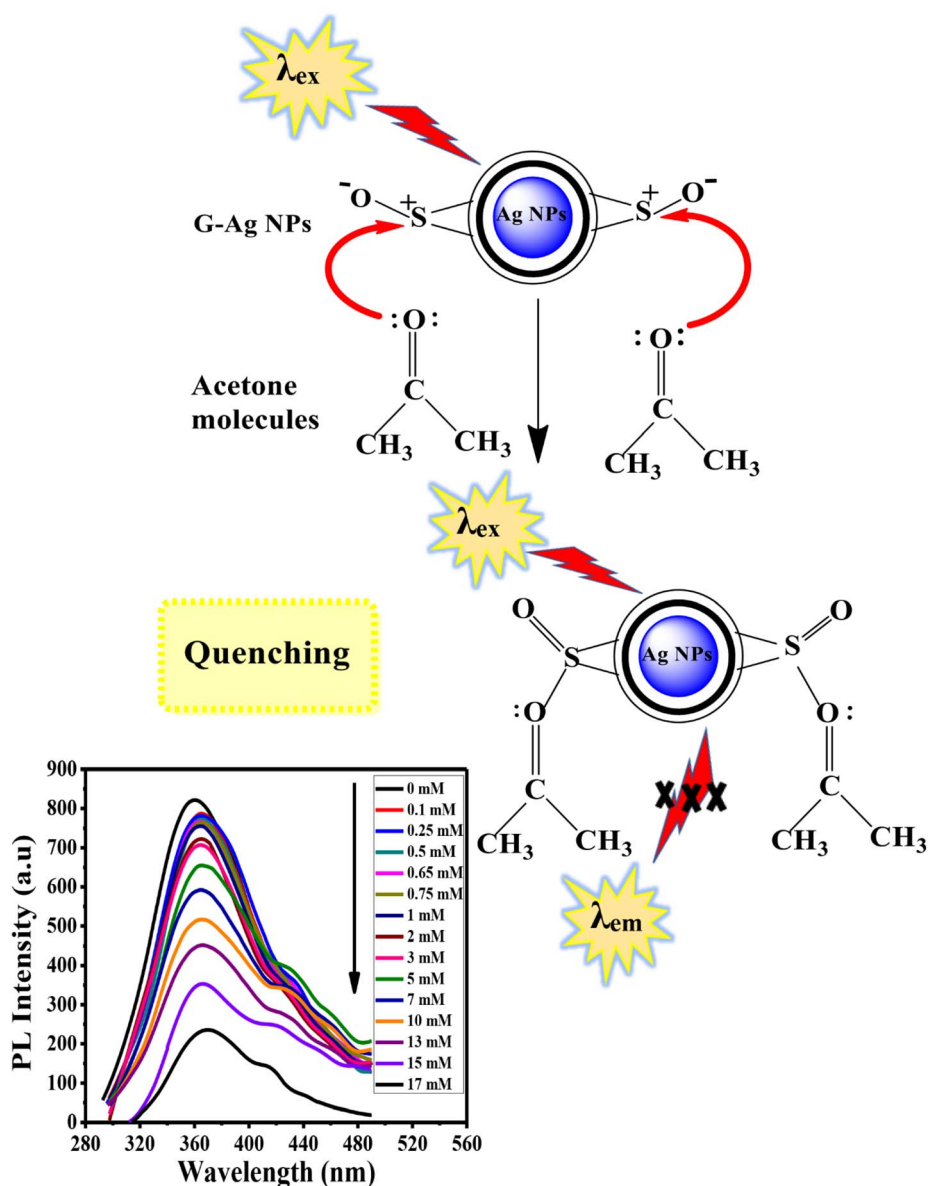 λex
-O
+
S
Ag NPs
+
S
O-
G-Ag NPs
:O:
:O:
Acetone
molecules
C
CH3
CH3
C
CH3
CH3
λex
O
S
Ag NPs
S
O
:O
O:
C
CH3
CH3
C
CH3
CH3
X X X
λem
Quenching
PL Intensity (a.u)
900
800
700
600
500
400
300
200
100
0
0 mM
0.1 mM
0.25 mM
0.5 mM
0.65 mM
0.75 mM
1 mM
2 mM
3 mM
5 mM
7 mM
10 mM
13 mM
15 mM
17 mM
280 320 360 400 440 480 520 560
Wavelength (nm)